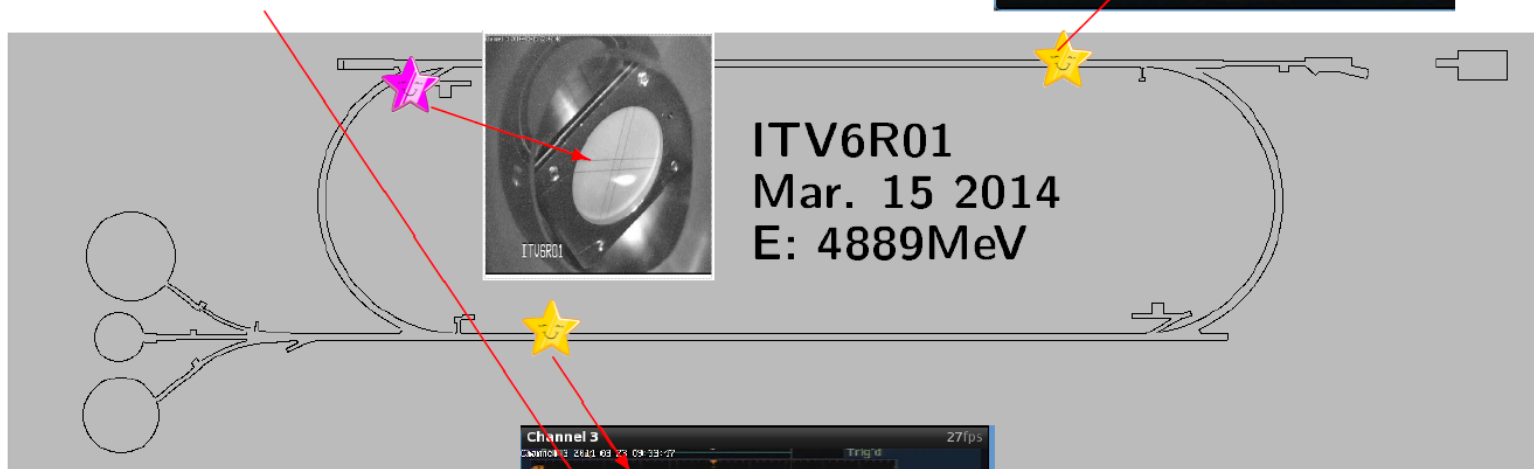 ITV6R01
ITV6R01
Mar. 15 2014
E: 4889MeV
Channel 3
27fps
Trig'd